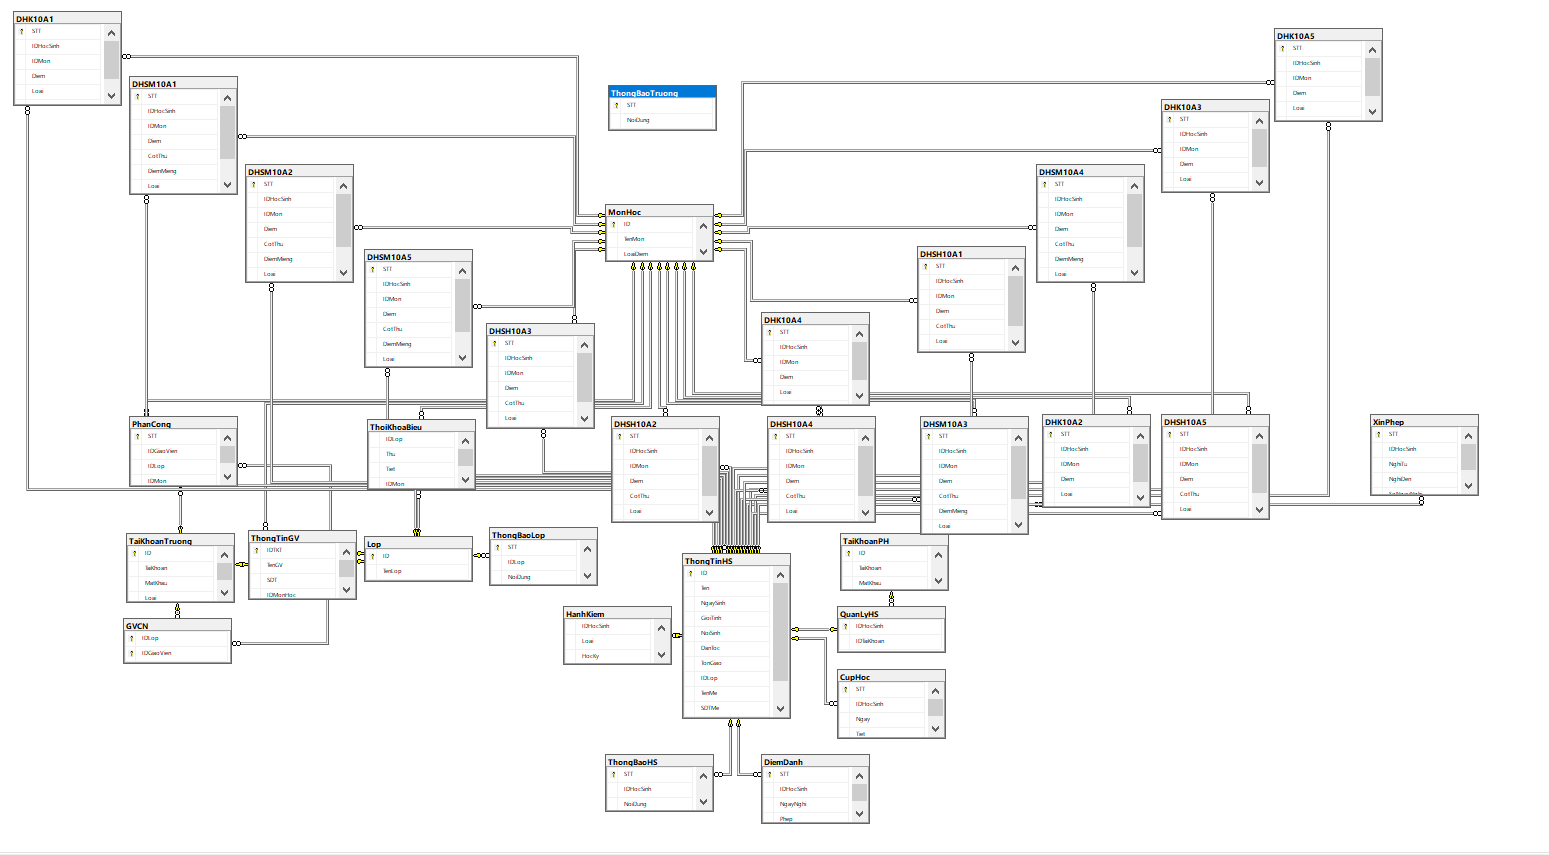 DHK10A1
STT
IDHocSinh
IDMon
Diem
Loai
DHSM10A1
STT
IDHocSinh
IDMon
Diem
CotThu
DiemMieng
Loai
DHSM10A2
STT
IDHocSinh
IDMon
Diem
CotThu
DiemMieng
Loai
DHSM10A5
STT
IDHocSinh
IDMon
Diem
CotThu
DiemMieng
Loai
DHSH10A3
STT
IDHocSinh
IDMon
Diem
CotThu
Loai
ThongBaoTruong
STT
NoiDung
MonHoc
ID
TenMon
LoaiDiem
DHK10A5
STT
IDHocSinh
IDMon
Diem
Loai
DHK10A3
STT
IDHocSinh
IDMon
Diem
Loai
DHSM10A4
STT
IDHocSinh
IDMon
Diem
CotThu
DiemMieng
Loai
DHSH10A1
STT
IDHocSinh
IDMon
Diem
CotThu
Loai
DHK10A4
STT
IDHocSinh
IDMon
Diem
Loai
PhanCong
STT
IDGiaoVien
IDLop
IDMon
ThoiKhoaBieu
IDLop
Thu
Tiet
IDMon
DHSH10A2
STT
IDHocSinh
IDMon
Diem
CotThu
Loai
DHSH10A4
STT
IDHocSinh
IDMon
Diem
CotThu
Loai
DHSM10A3
STT
IDHocSinh
IDMon
Diem
CotThu
DiemMieng
Loai
DHK10A2
STT
IDHocSinh
IDMon
Diem
Loai
DHSH10A5
STT
IDHocSinh
IDMon
Diem
CotThu
Loai
XinPhep
STT
IDHocSinh
NghiTu
NghiDen
TaiKhoanTruong
ID
TaiKhoan
MatKhau
Loai
ThongTinGV
IDTKT
TenGV
SDT
IDMonHoc
Lop
ID
TenLop
ThongBaoLop
STT
IDLop
NoiDung
GVCN
IDLop
IDGiaoVien
ThongTinHS
ID
Ten
NgaySinh
GioiTinh
NoiSinh
DanToc
TonGiao
IDLop
TenMe
SDTMe
TaiKhoanPH
ID
TaiKhoan
MatKhau
HanhKiem
IDHocSinh
Loai
HocKy
QuanLyHS
IDHocSinh
IDTaiKhoan
CupHoc
STT
IDHocSinh
Ngay
Tiet
ThongBaoHS
STT
IDHocSinh
NoiDung
DiemDanh
STT
IDHocSinh
NgayNghi
Phep